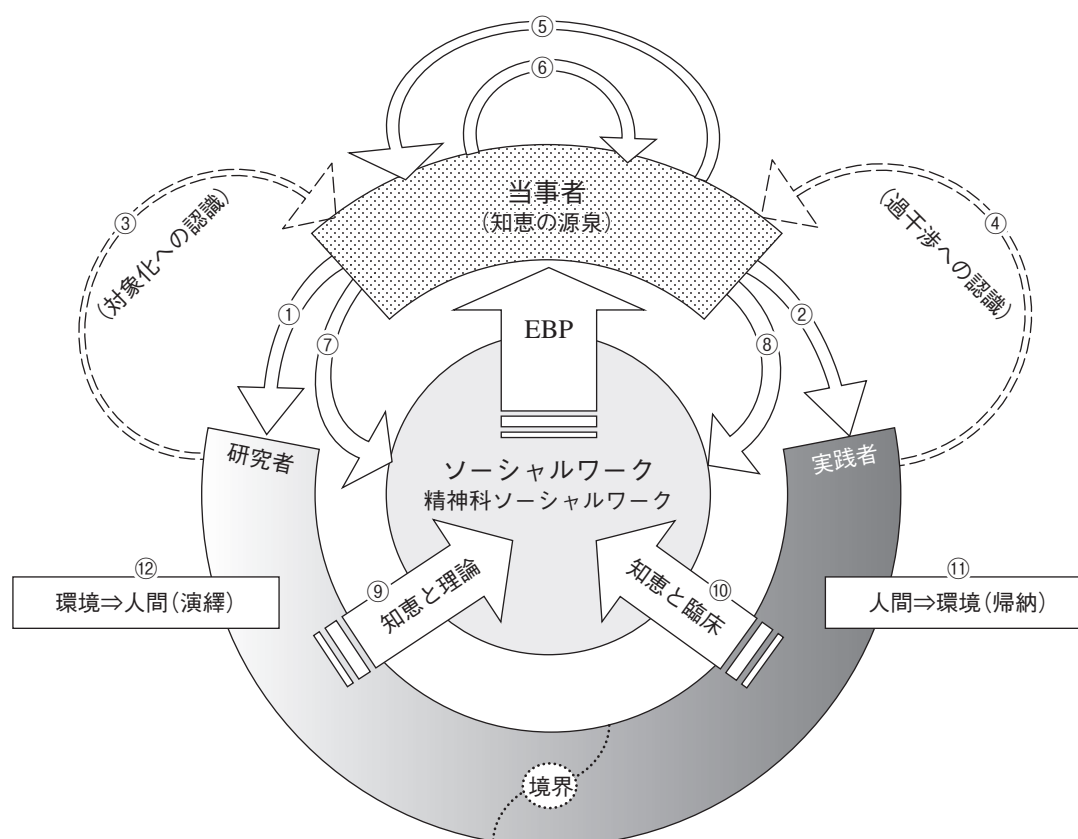 ⑤
⑥
当事者
(知恵の源泉)
③
(対象化への認識)
④
(過干渉への認識)
①
②
⑦
⑧
EBP
研究者
実践者
ソーシャルワーク
精神科ソーシャルワーク
⑫
環境⇒人間(演繹)
⑨
知恵と理論
⑩
知恵と臨床
⑪
人間⇒環境(帰納)
境界